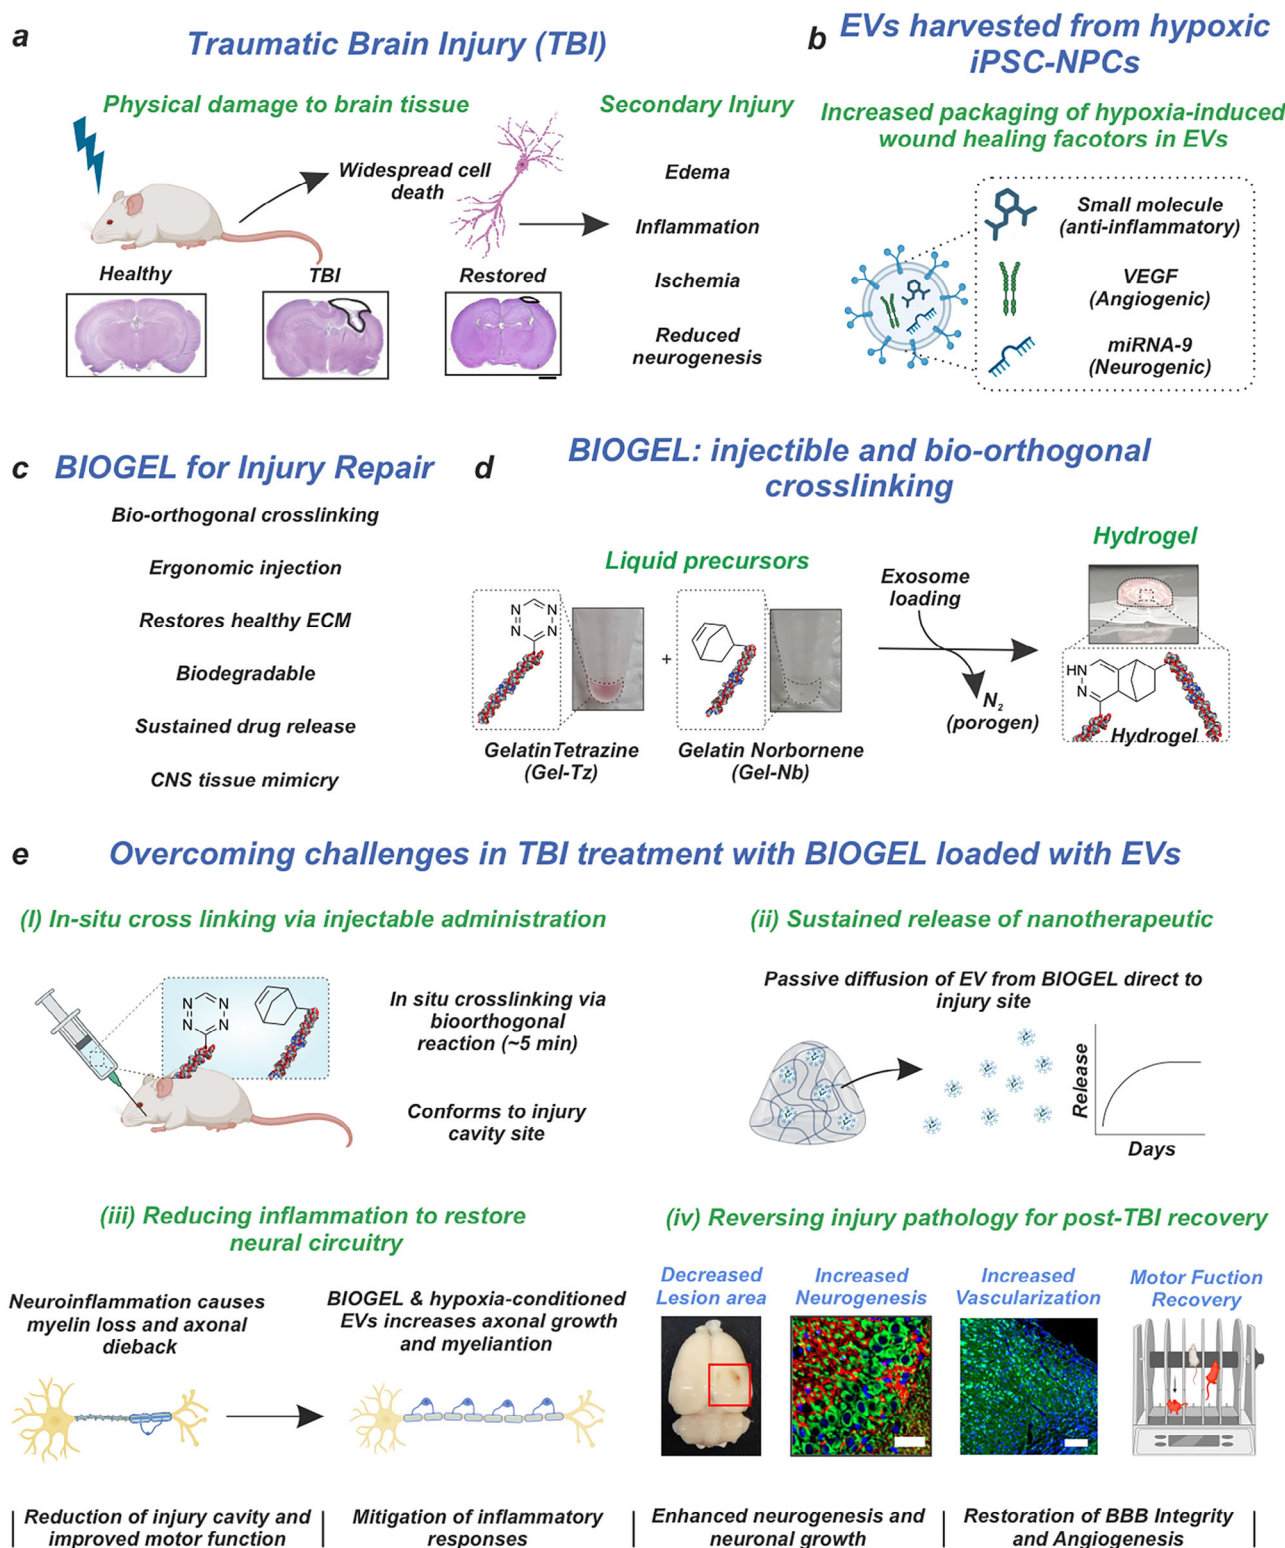 a
Traumatic Brain Injury (TBI)
Physical damage to brain tissue
Widespread cell
death
Secondary Injury
Edema
Inflammation
Ischemia
Reduced
neurogenesis
Healthy
TBI
Restored
b
EVs harvested from hypoxic
iPSC-NPCs
Increased packaging of hypoxia-induced
wound healing facotors in EVs
Small molecule
(anti-inflammatory)
VEGF
(Angiogenic)
miRNA-9
(Neurogenic)
c
BIOGEL for Injury Repair
Bio-orthogonal crosslinking
Ergonomic injection
Restores healthy ECM
Biodegradable
Sustained drug release
CNS tissue mimicry
d
BIOGEL: injectible and bio-orthogonal
crosslinking
Liquid precursors
N N
N N
GelatinTetrazine
(Gel-Tz)
+
Gelatin Norbornene
(Gel-Nb)
Exosome
loading
N2
(porogen)
Hydrogel
HN
N
Hydrogel
e
Overcoming challenges in TBI treatment with BIOGEL loaded with EVs
(I) In-situ cross linking via injectable administration
N N
N N
In situ crosslinking via
bioorthogonal
reaction (~5 min)
Conforms to injury
cavity site
(ii) Sustained release of nanotherapeutic
Passive diffusion of EV from BIOGEL direct to
injury site
Release
Days
(iii) Reducing inflammation to restore
neural circuitry
Neuroinflammation causes
myelin loss and axonal
dieback
BIOGEL & hypoxia-conditioned
EVs increases axonal growth
and myeliantion
(iv) Reversing injury pathology for post-TBI recovery
Decreased
Lesion area
Increased
Neurogenesis
Increased
Vascularization
Motor Fuction
Recovery
Reduction of injury cavity and
improved motor function
Mitigation of inflammatory
responses
Enhanced neurogenesis and
neuronal growth
Restoration of BBB Integrity
and Angiogenesis